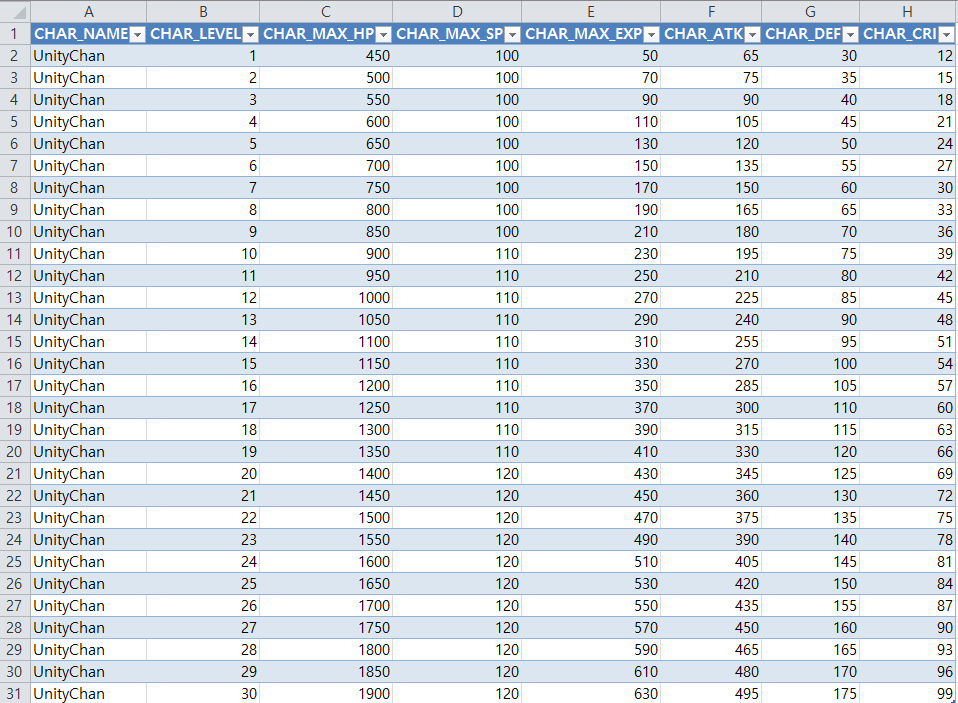 A B C D E F G H
1 CHAR_NAME CHAR_LEVEL CHAR_MAX_HP CHAR_MAX_SP CHAR_MAX_EXP CHAR_ATK CHAR_DEF CHAR_CRI
2 UnityChan 1 450 100 50 65 30 12
3 UnityChan 2 500 100 70 75 35 15
4 UnityChan 3 550 100 90 90 40 18
5 UnityChan 4 600 100 110 105 45 21
6 UnityChan 5 650 100 130 120 50 24
7 UnityChan 6 700 100 150 135 55 27
8 UnityChan 7 750 100 170 150 60 30
9 UnityChan 8 800 100 190 165 65 33
10 UnityChan 9 850 100 210 180 70 36
11 UnityChan 10 900 110 230 195 75 39
12 UnityChan 11 950 110 250 210 80 42
13 UnityChan 12 1000 110 270 225 85 45
14 UnityChan 13 1050 110 290 240 90 48
15 UnityChan 14 1100 110 310 255 95 51
16 UnityChan 15 1150 110 330 270 100 54
17 UnityChan 16 1200 110 350 285 105 57
18 UnityChan 17 1250 110 370 300 110 60
19 UnityChan 18 1300 110 390 315 115 63
20 UnityChan 19 1350 110 410 330 120 66
21 UnityChan 20 1400 120 430 345 125 69
22 UnityChan 21 1450 120 450 360 130 72
23 UnityChan 22 1500 120 470 375 135 75
24 UnityChan 23 1550 120 490 390 140 78
25 UnityChan 24 1600 120 510 405 145 81
26 UnityChan 25 1650 120 530 420 150 84
27 UnityChan 26 1700 120 550 435 155 87
28 UnityChan 27 1750 120 570 450 160 90
29 UnityChan 28 1800 120 590 465 165 93
30 UnityChan 29 1850 120 610 480 170 96
31 UnityChan 30 1900 120 630 495 175 99